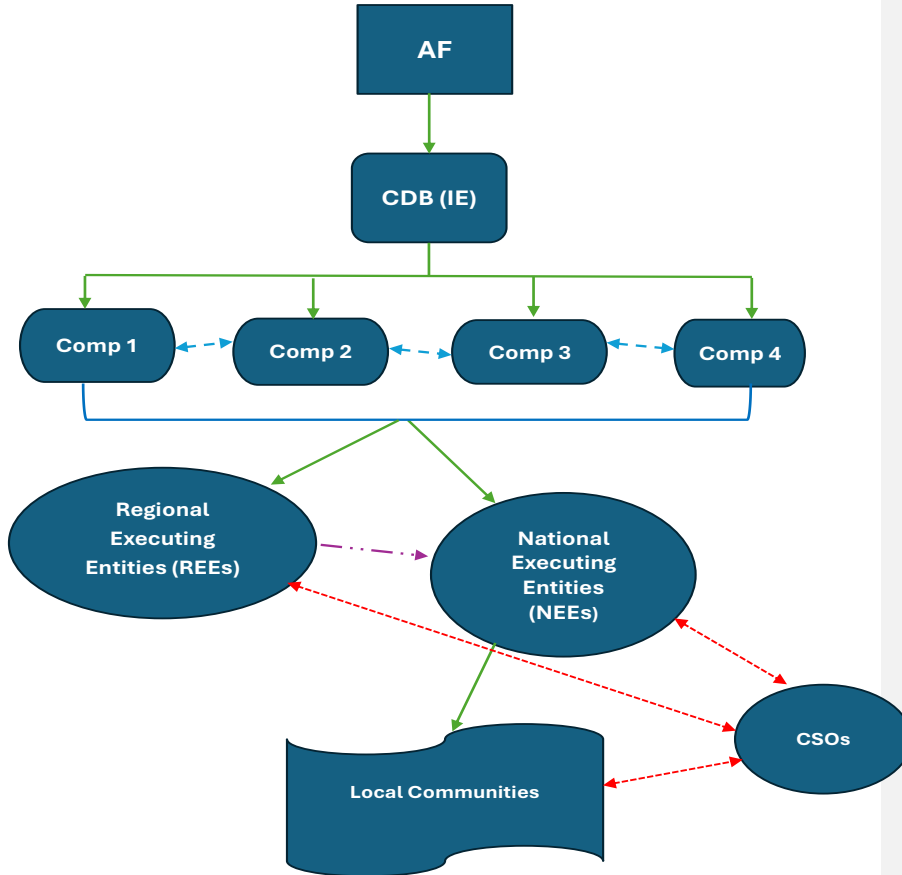 AF
CDB (IE)
Comp 1
Comp 2
Comp 3
Comp 4
Regional
Executing
Entities (REEs)
National
Executing
Entities
(NEEs)
CSOs
Local Communities